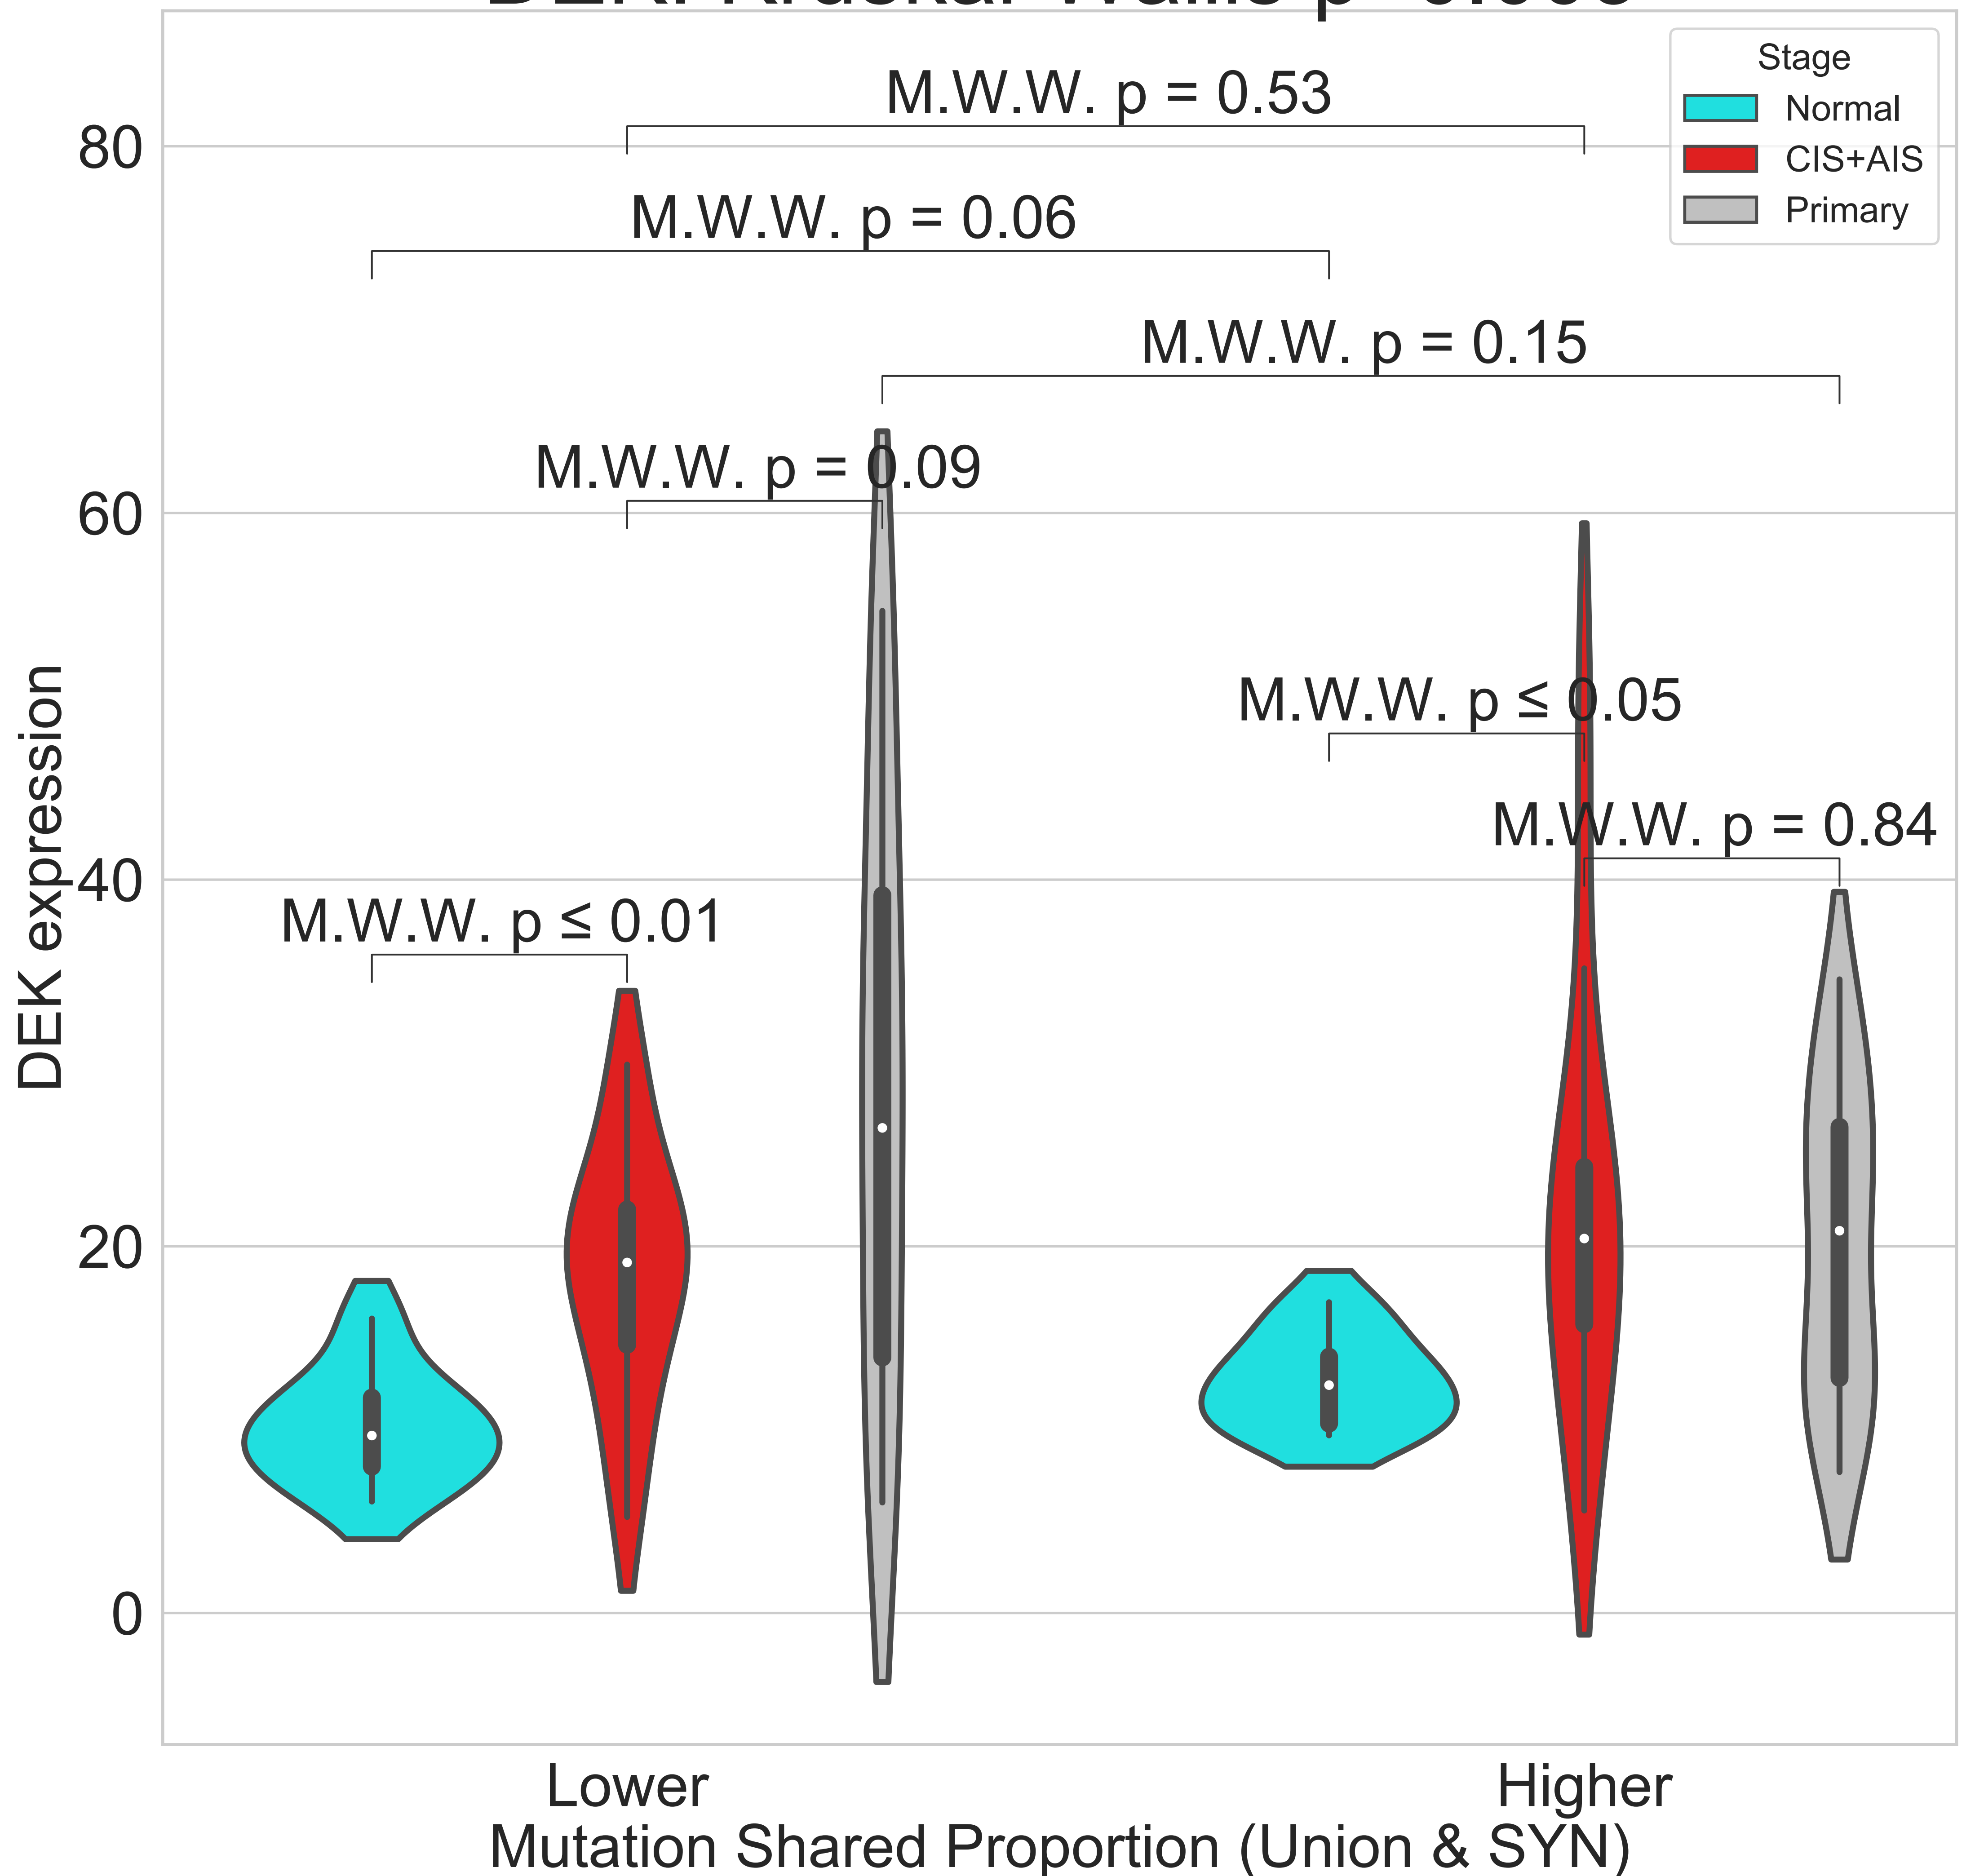 Stage
Normal
CIS+AIS
Primary
M.W.W. p = 0.53
M.W.W. p = 0.06
M.W.W. p = 0.15
M.W.W. p = 0.09
M.W.W. p ≤ 0.05
M.W.W. p = 0.84
M.W.W. p ≤ 0.01
80
60
40
20
0
DEK expression
Lower
Higher
Mutation Shared Proportion (Union & SYN)